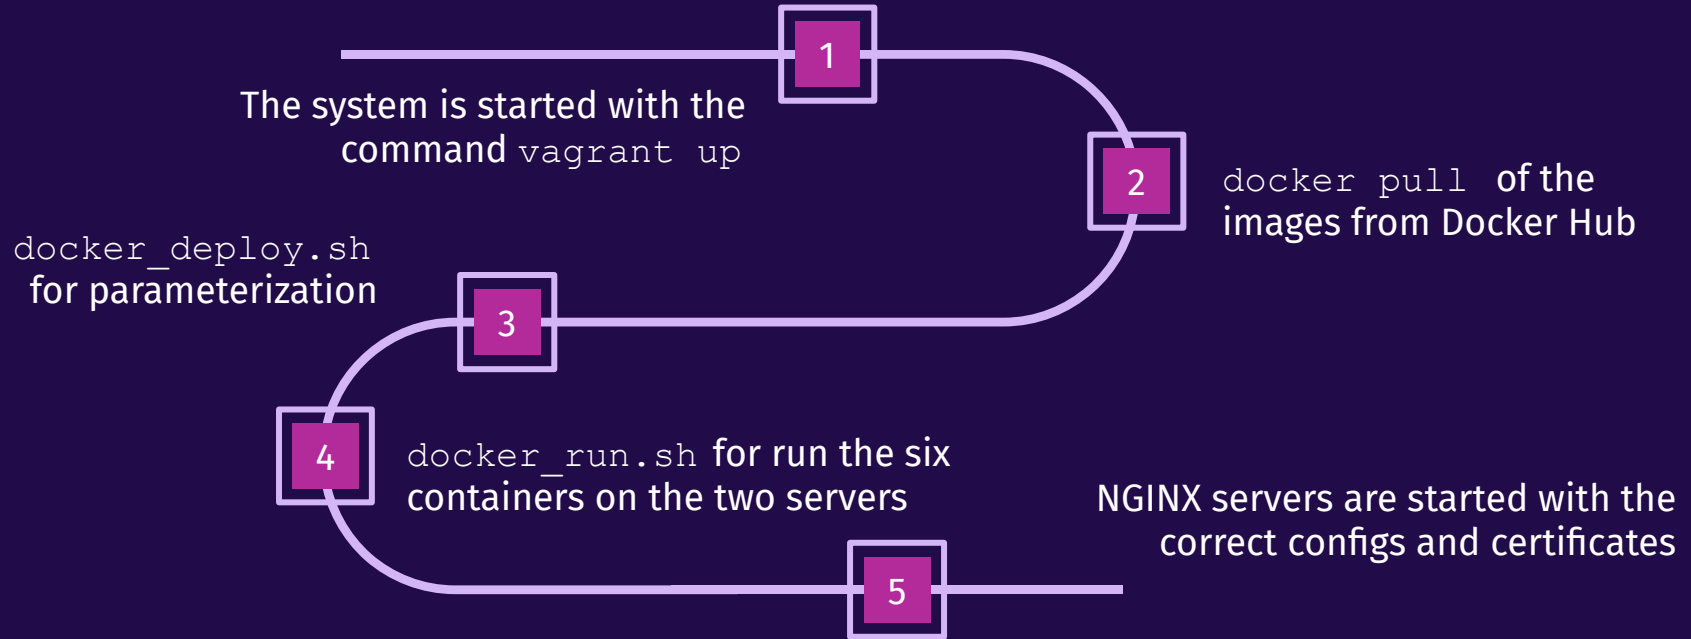 1
The system is started with the
command vagrant up
2
docker pull of the
images from Docker Hub
docker_deploy.sh
for parameterization
3
4
docker_run.sh for run the six
containers on the two servers
NGINX servers are started with the
correct configs and certificates
5